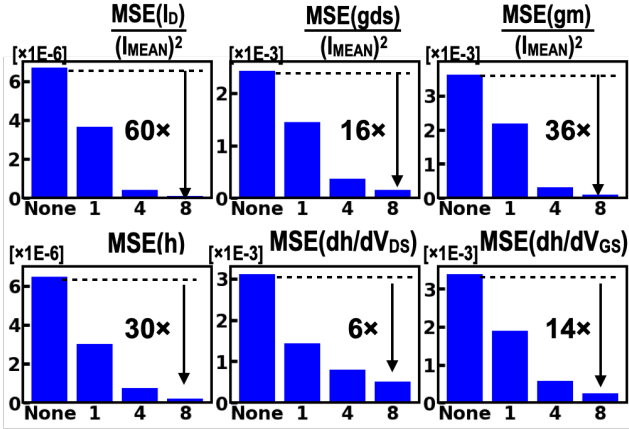 MSE(I_D) MSE(gds) MSE(gm)
(I_MEAN)² (I_MEAN)² (I_MEAN)²
[×1E-6] [×1E-3] [×1E-3]
6 4 2 0
60×
None 1 4 8
2 1 0
16×
None 1 4 8
3 2 1 0
36×
None 1 4 8
[×1E-6] MSE(h) [×1E-3] MSE(dh/dV_DS) [×1E-3] MSE(dh/dV_GS)
6 4 2 0
30×
None 1 4 8
3 2 1 0
6×
None 1 4 8
3 2 1 0
14×
None 1 4 8